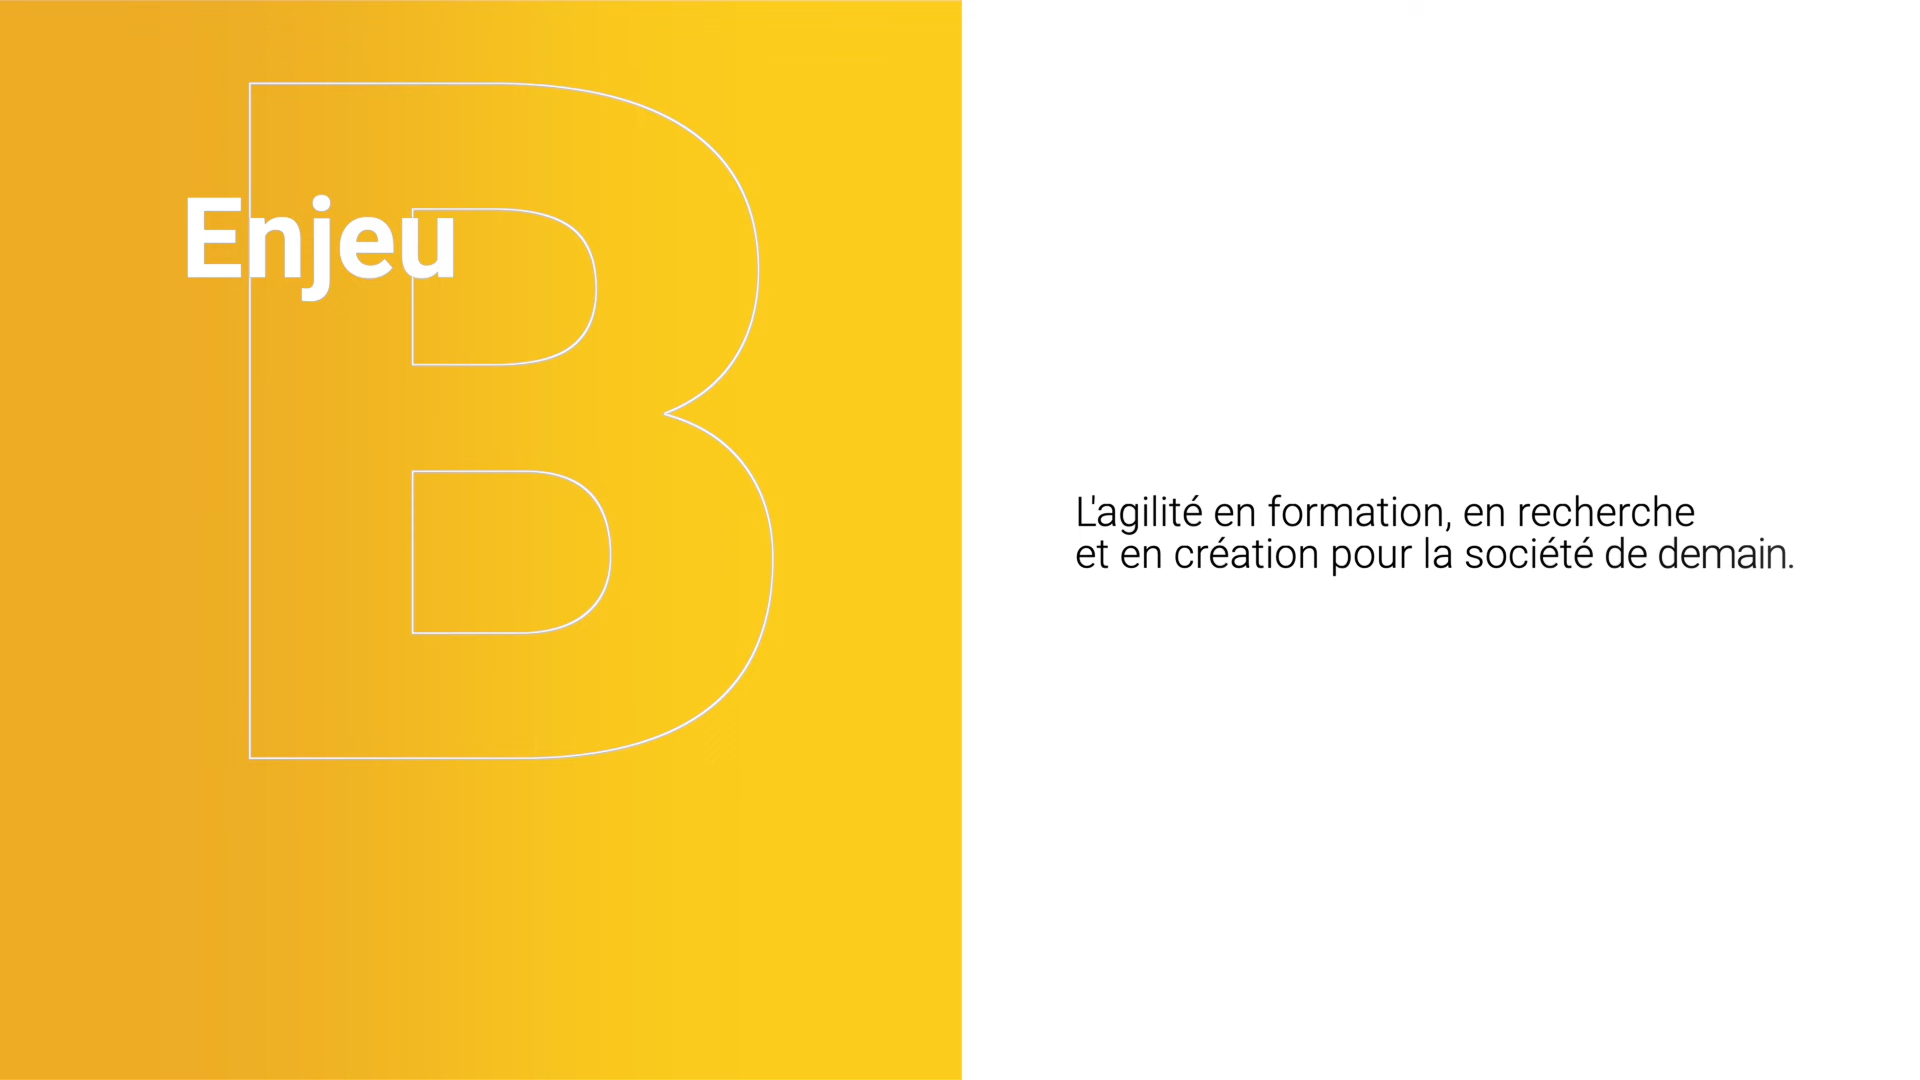 Enjeu
B
L'agilité en formation, en recherche
et en création pour la société de demain.